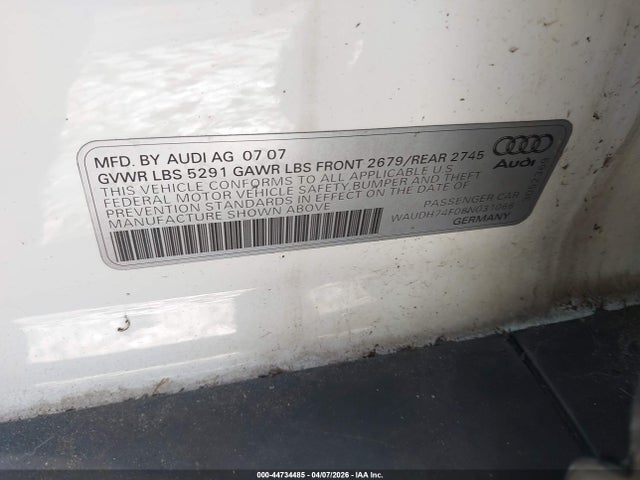 MFD. BY AUDI AG 07 07
GVWR LBS 5291 GAWR LBS FRONT 2679/REAR 2745
THIS VEHICLE CONFORMS TO ALL APPLICABLE U.S.
FEDERAL MOTOR VEHICLE SAFETY,BUMPER AND THEFT
PREVENTION STANDARDS IN EFFECT ON THE DATE OF
MANUFACTURE SHOWN ABOVE.
PASSENGER CAR
WAUDH74F08N031066
GERMANY
Audi
000-44734485 - 04/07/2026 - IAA Inc.